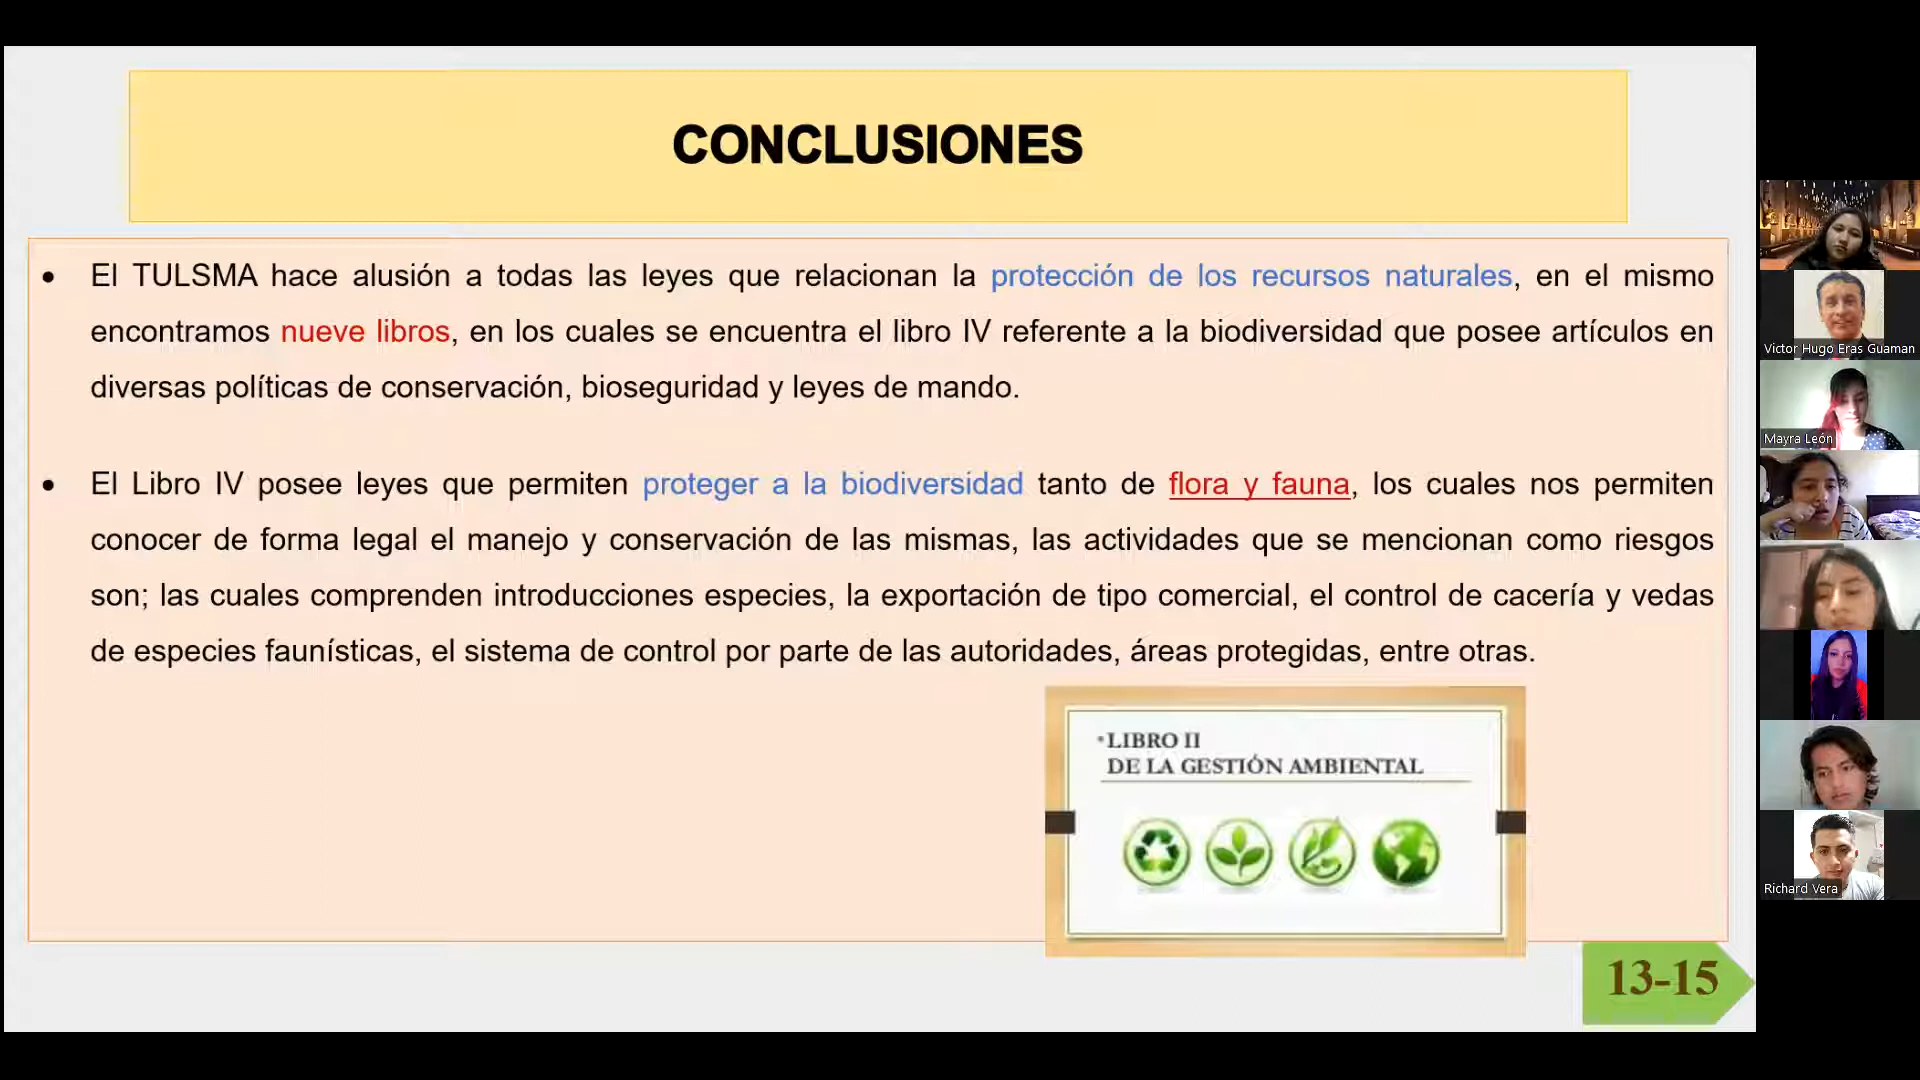 CONCLUSIONES
• El TULSMA hace alusión a todas las leyes que relacionan la protección de los recursos naturales, en el mismo
encontramos nueve libros, en los cuales se encuentra el libro IV referente a la biodiversidad que posee artículos en
diversas políticas de conservación, bioseguridad y leyes de mando.
• El Libro IV posee leyes que permiten proteger a la biodiversidad tanto de flora y fauna, los cuales nos permiten
conocer de forma legal el manejo y conservación de las mismas, las actividades que se mencionan como riesgos
son; las cuales comprenden introducciones especies, la exportación de tipo comercial, el control de cacería y vedas
de especies faunísticas, el sistema de control por parte de las autoridades, áreas protegidas, entre otras.
•LIBRO II
DE LA GESTIÓN AMBIENTAL
13-15
Victor Hugo Eras Guaman
Mayra León
Richard Vera